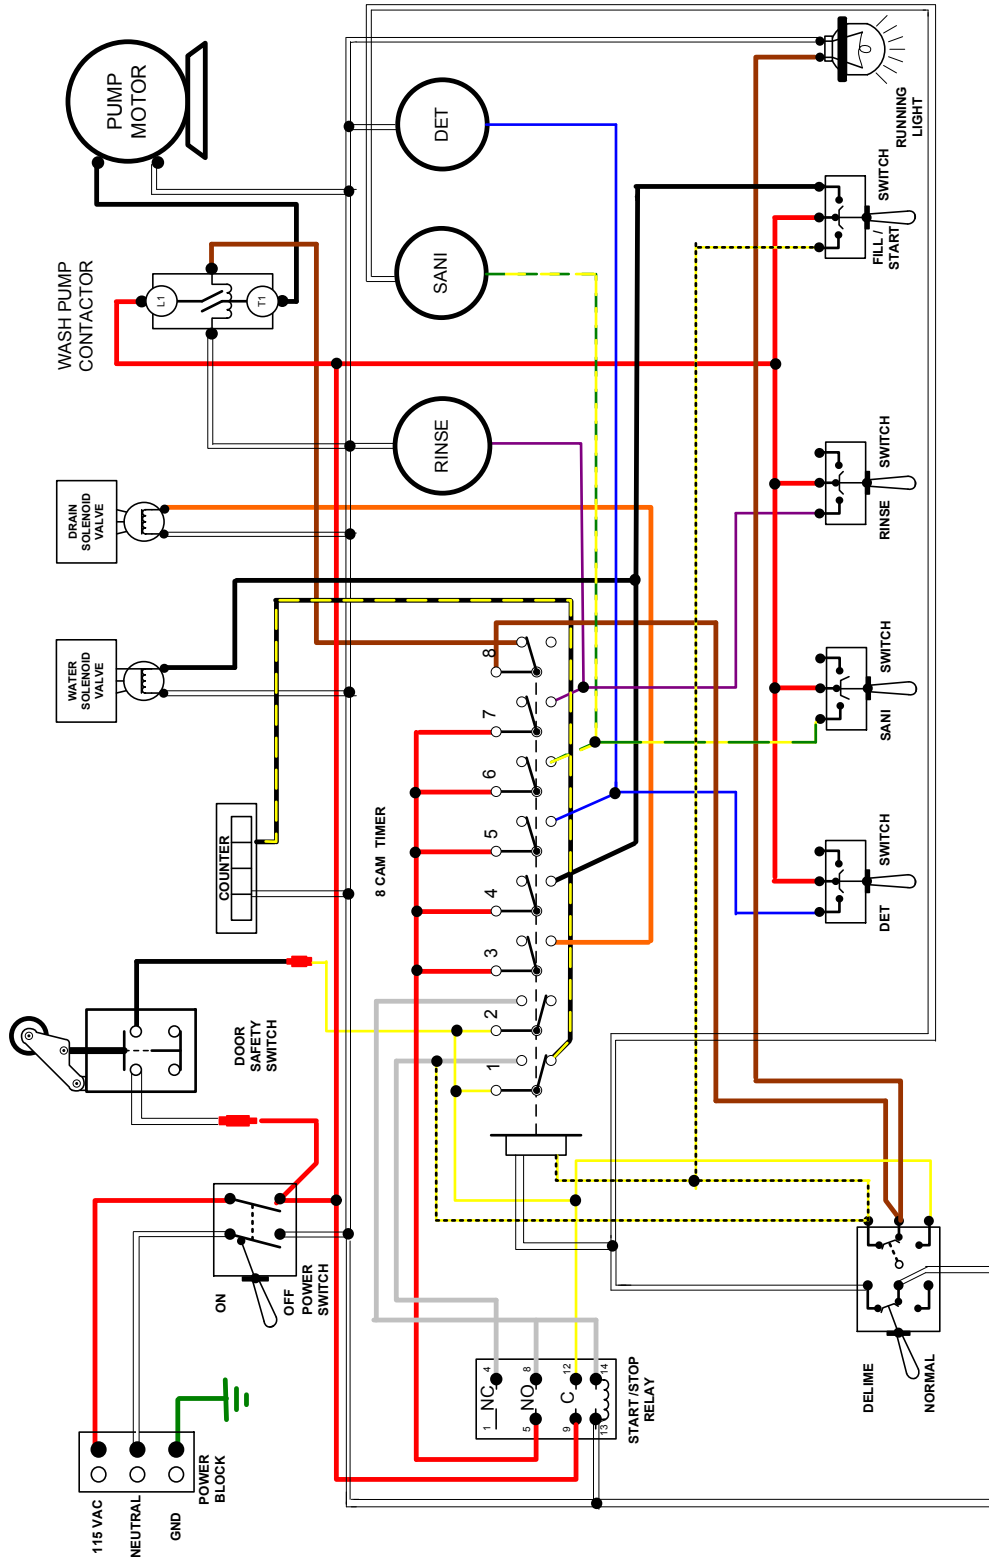 115 VAC
NEUTRAL
GND
POWER
BLOCK
ON
OFF
POWER
SWITCH
DOOR
SAFETY
SWITCH
COUNTER
WATER
SOLENOID
VALVE
DRAIN
SOLENOID
VALVE
WASH PUMP
CONTACTOR
L1
T1
PUMP
MOTOR
START /STOP
RELAY
1
NC
4
5
NO
8
9
C
12
13
14
8 CAM TIMER
1
2
3
4
5
6
7
8
RINSE
SANI
DET
DELIME
NORMAL
DET
SWITCH
SANI
SWITCH
RINSE
SWITCH
FILL /
START
SWITCH
RUNNING
LIGHT